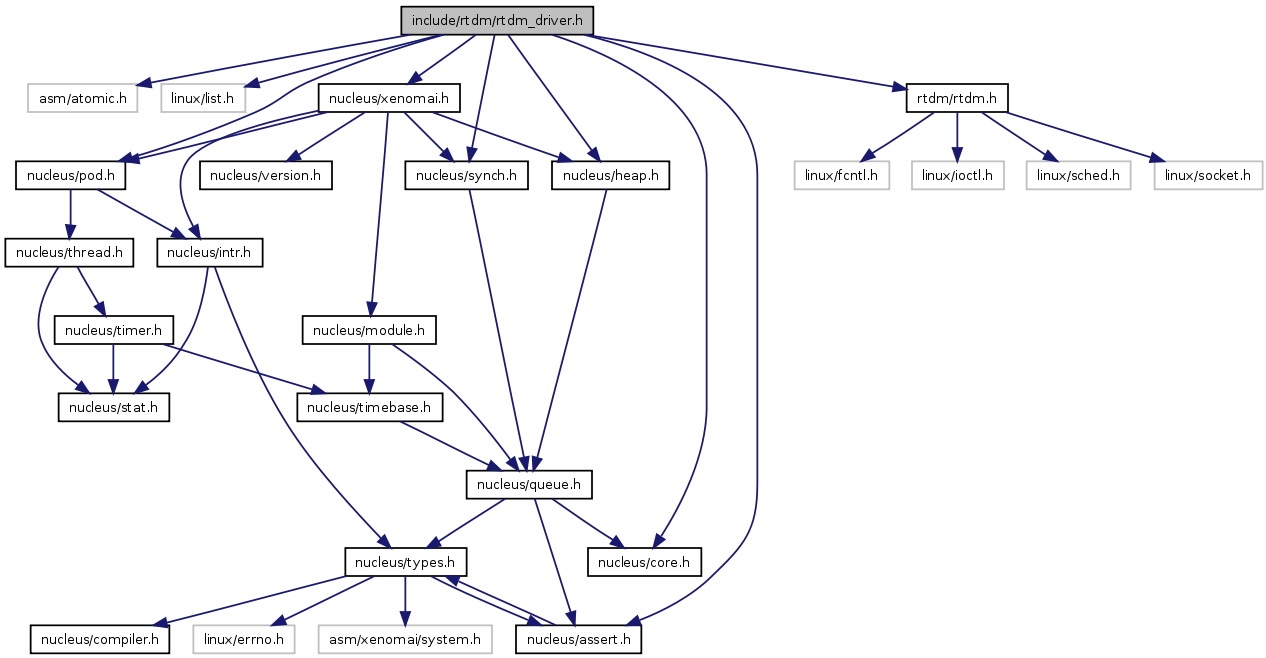 include/rtdm/rtdm_driver.h
asm/atomic.h
linux/list.h
nucleus/xenomai.h
rtdm/rtdm.h
nucleus/pod.h
nucleus/version.h
nucleus/synch.h
nucleus/heap.h
linux/fcntl.h
linux/ioctl.h
linux/sched.h
linux/socket.h
nucleus/thread.h
nucleus/intr.h
nucleus/timer.h
nucleus/module.h
nucleus/stat.h
nucleus/timebase.h
nucleus/queue.h
nucleus/types.h
nucleus/core.h
nucleus/compiler.h
linux/errno.h
asm/xenomai/system.h
nucleus/assert.h